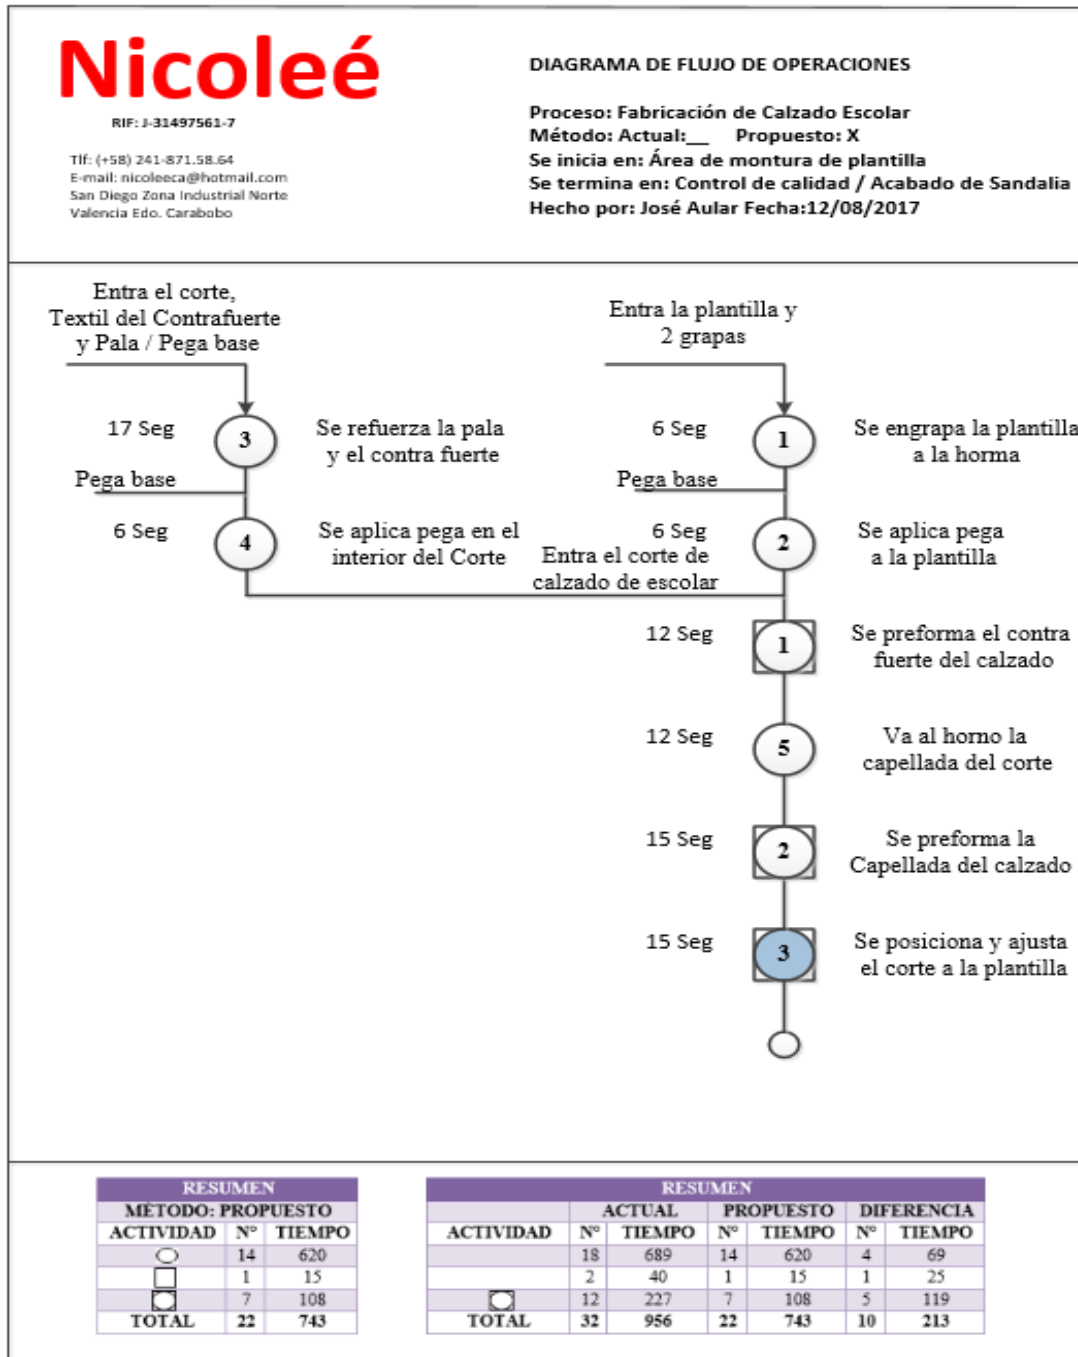 Nicoleé
RIF: J-31497561-7
Tlf: (+58) 241-871.58.64
E-mail: nicoleeca@hotmail.com
San Diego Zona Industrial Norte
Valencia Edo. Carabobo
DIAGRAMA DE FLUJO DE OPERACIONES
Proceso: Fabricación de Calzado Escolar
Método: Actual:__ Propuesto: X
Se inicia en: Área de montura de plantilla
Se termina en: Control de calidad / Acabado de Sandalia
Hecho por: José Aular Fecha:12/08/2017
Entra el corte,
Textil del Contrafuerte
y Pala / Pega base
17 Seg
3
Se refuerza la pala
y el contra fuerte
Pega base
6 Seg
4
Se aplica pega en el
interior del Corte
Entra la plantilla y
2 grapas
6 Seg
1
Se engrapa la plantilla
a la horma
Pega base
6 Seg
2
Se aplica pega
a la plantilla
Entra el corte de
calzado de escolar
12 Seg
1
Se preforma el contra
fuerte del calzado
12 Seg
5
Va al horno la
capellada del corte
15 Seg
2
Se preforma la
Capellada del calzado
15 Seg
3
Se posiciona y ajusta
el corte a la plantilla
RESUMEN
MÉTODO: PROPUESTO
ACTIVIDAD N° TIEMPO
14 620
1 15
7 108
TOTAL 22 743
RESUMEN
ACTUAL PROPUESTO DIFERENCIA
ACTIVIDAD N° TIEMPO N° TIEMPO N° TIEMPO
18 689 14 620 4 69
2 40 1 15 1 25
12 227 7 108 5 119
TOTAL 32 956 22 743 10 213